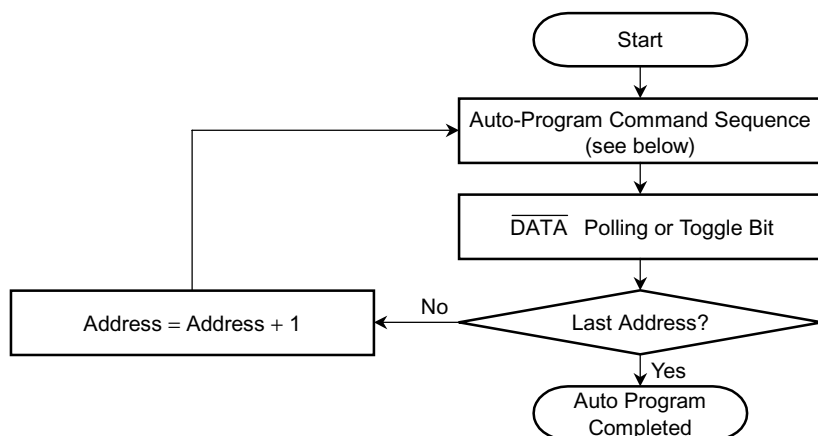 Start
Auto-Program Command Sequence
(see below)
D̅A̅T̅A̅ Polling or Toggle Bit
Address = Address + 1
No
Last Address?
Yes
Auto Program
Completed